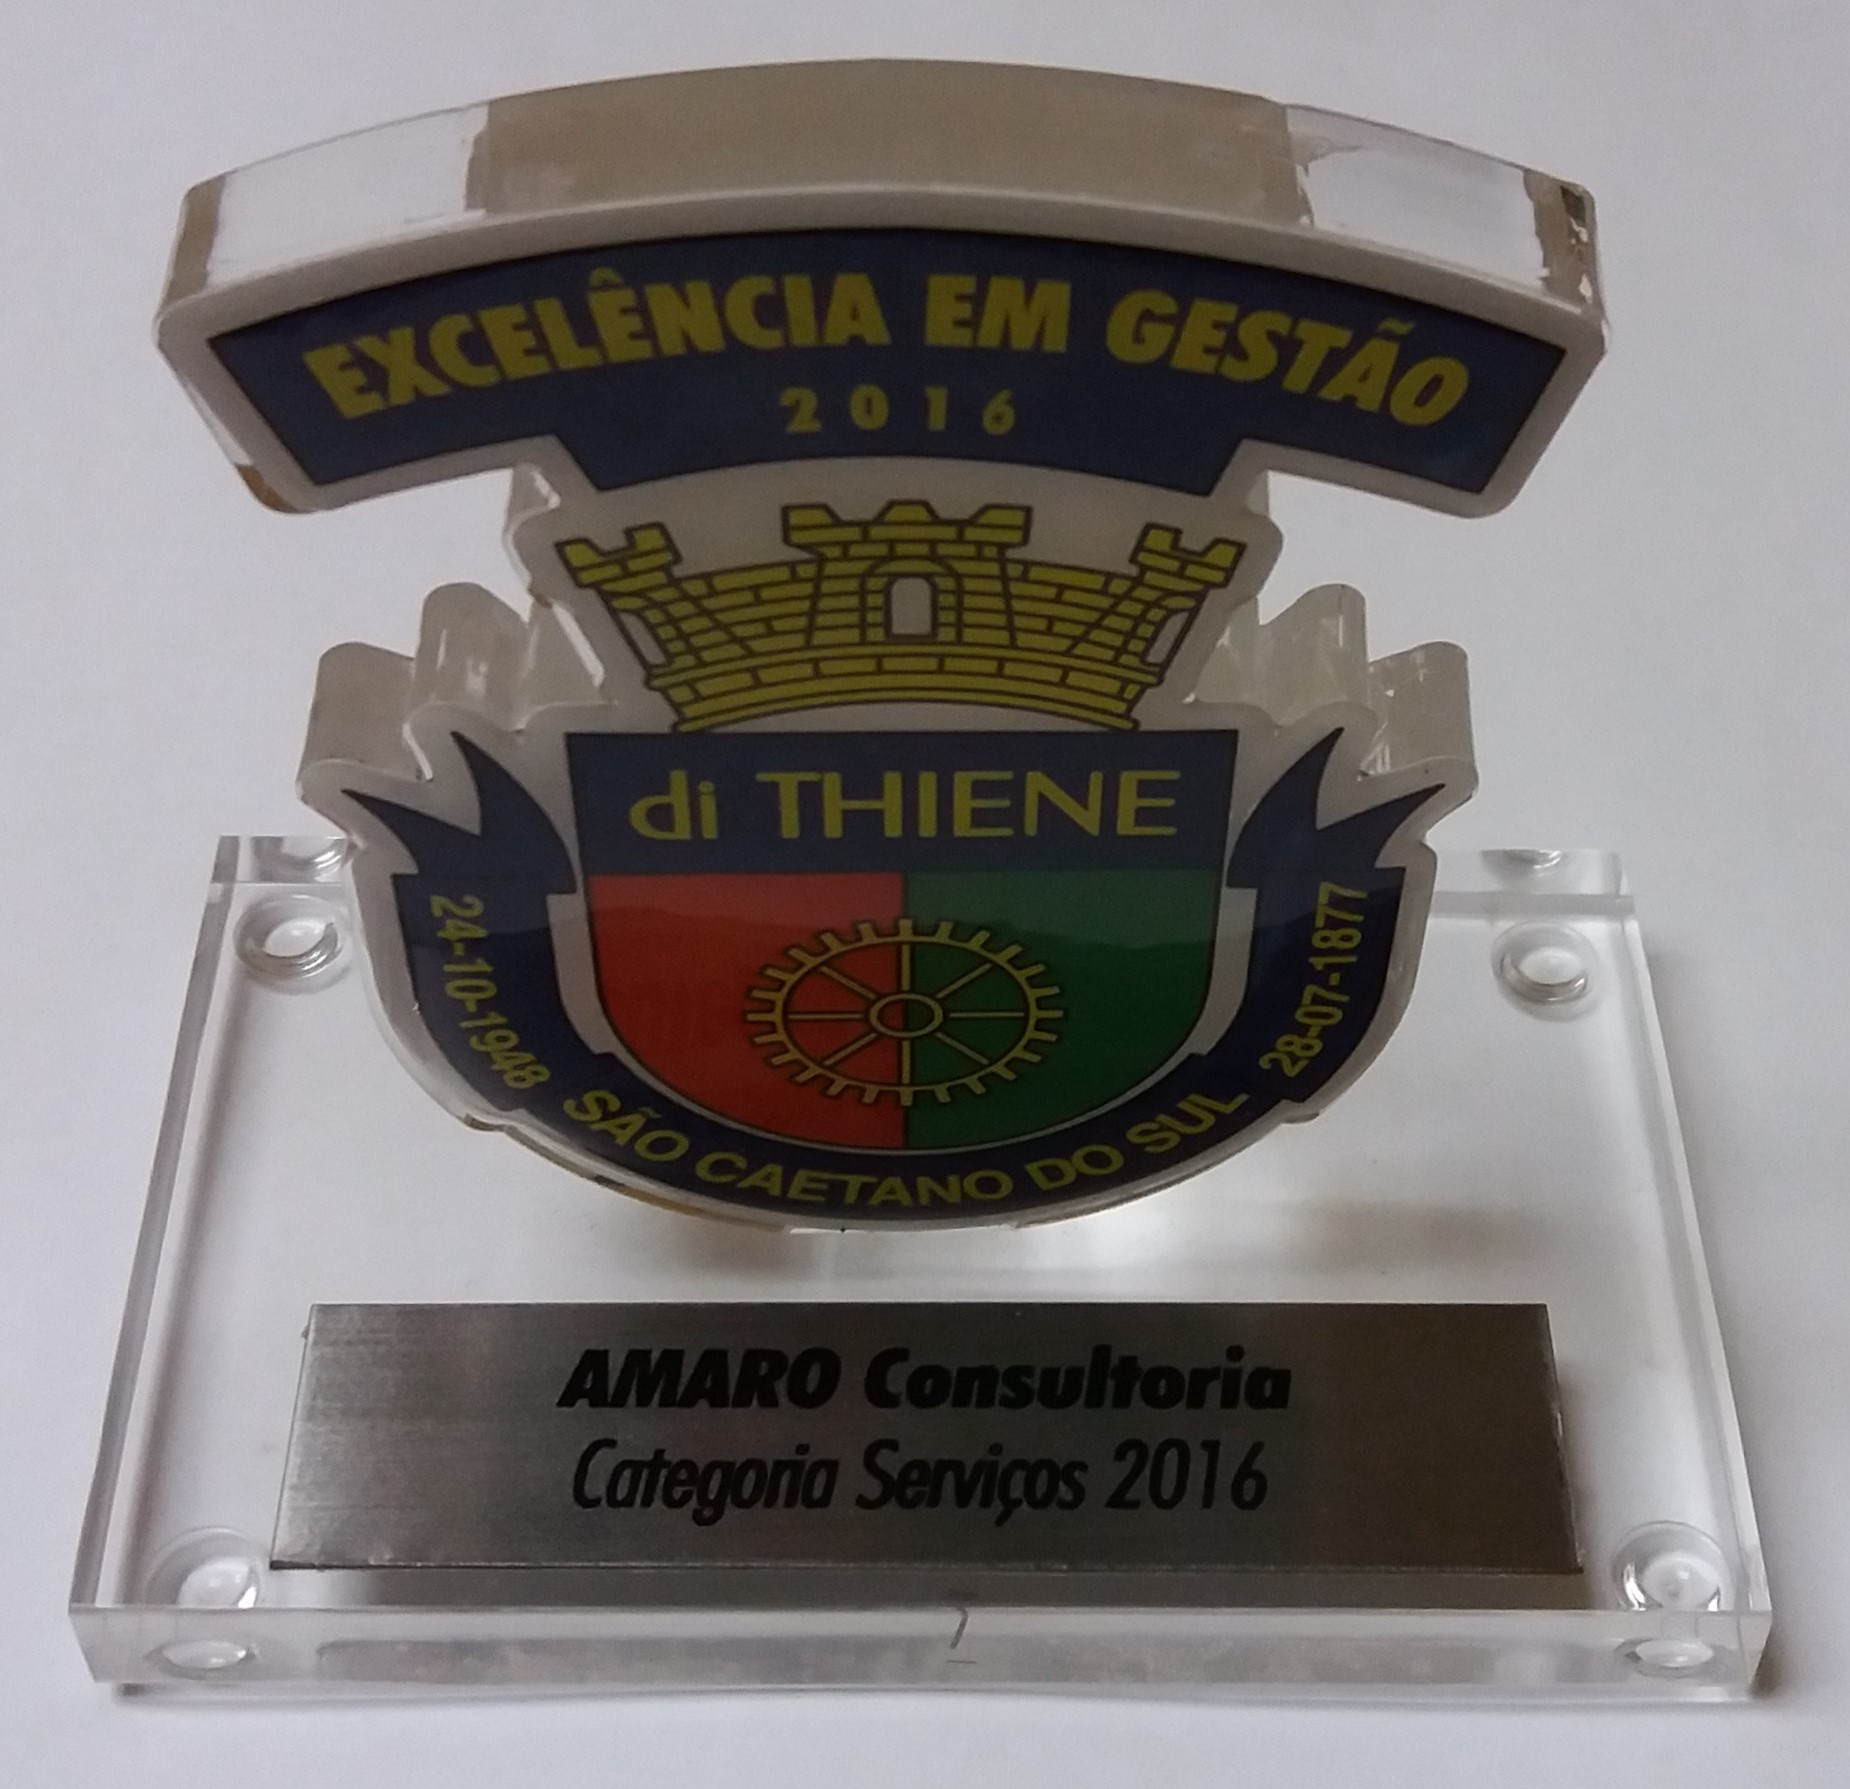 EXCELÊNCIA EM GESTÃO
2016
di THIENE
24-10-1948
SÃO CAETANO DO SUL
28-07-1877
AMARO Consultoria
Categoria Serviços 2016